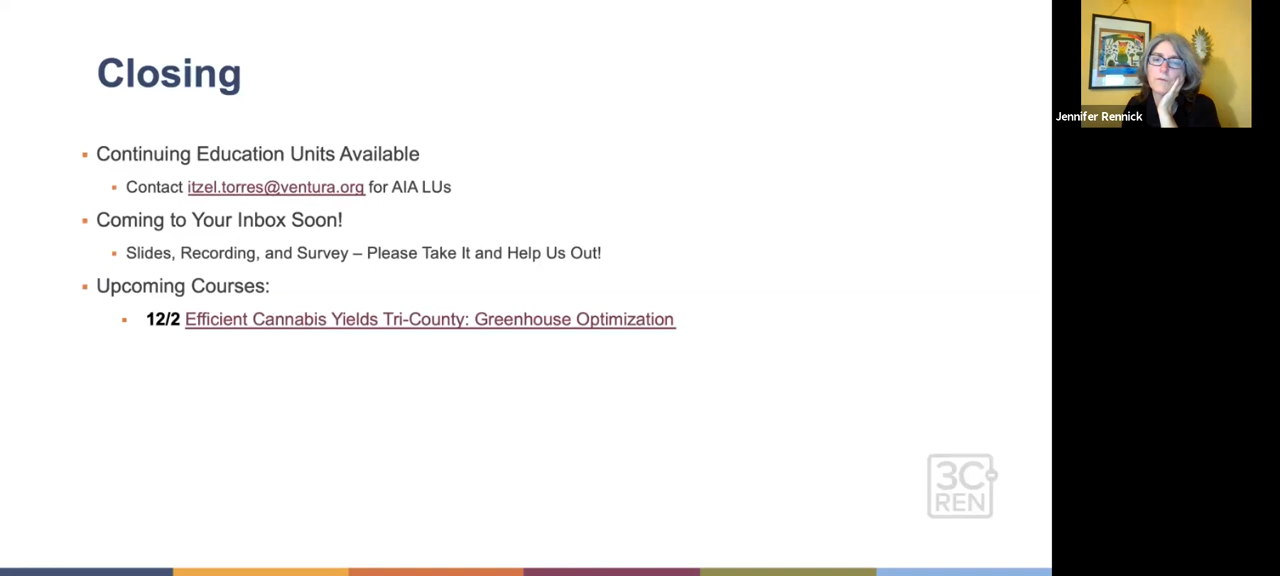 Closing
Continuing Education Units Available
Contact itzel.torres@ventura.org for AIA LUs
Coming to Your Inbox Soon!
Slides, Recording, and Survey – Please Take It and Help Us Out!
Upcoming Courses:
12/2 Efficient Cannabis Yields Tri-County: Greenhouse Optimization
3C
REN
Jennifer Rennick